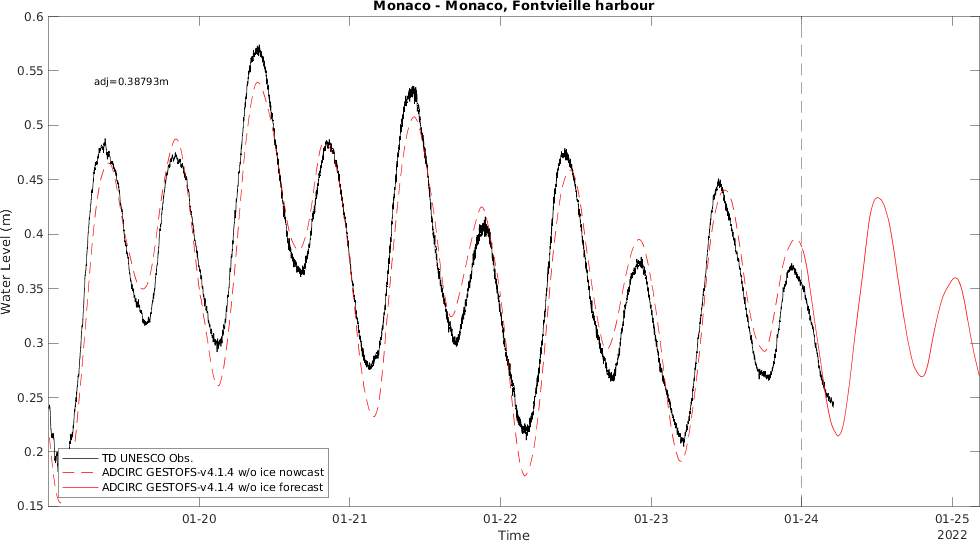 Monaco - Monaco, Fontvieille harbour
0.6
0.55
adj=0.38793m
0.5
0.45
0.4
0.35
0.3
0.25
0.2
0.15
Water Level (m)
TD UNESCO Obs.
ADCIRC GESTOFS-v4.1.4 w/o ice nowcast
ADCIRC GESTOFS-v4.1.4 w/o ice forecast
01-20
01-21
01-22
01-23
01-24
01-25
Time
2022